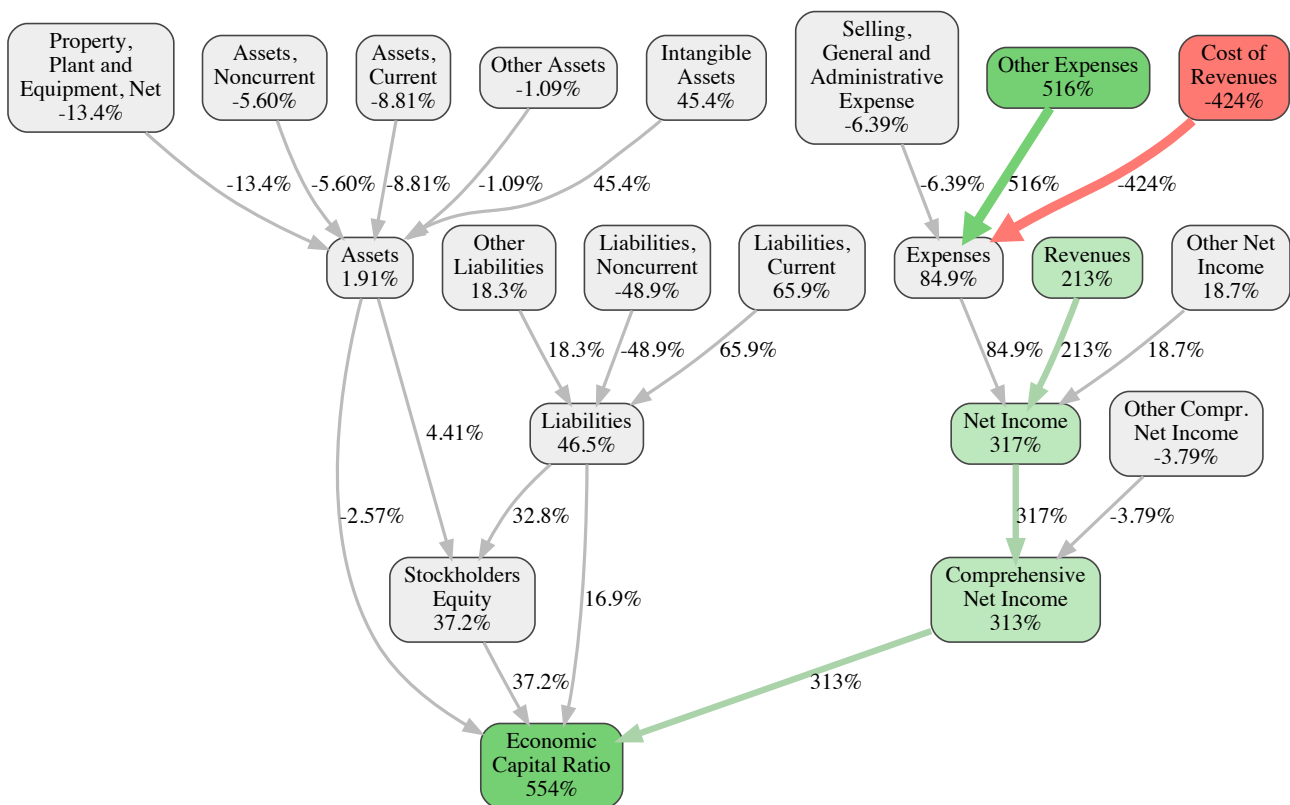 Property,
Plant and
Equipment, Net
-13.4%
Assets,
Noncurrent
-5.60%
Assets,
Current
-8.81%
Other Assets
-1.09%
Intangible
Assets
45.4%
Selling,
General and
Administrative
Expense
-6.39%
Other Expenses
516%
Cost of
Revenues
-424%
-13.4%
-5.60%
-8.81%
-1.09%
45.4%
-6.39%
516%
-424%
Assets
1.91%
Other
Liabilities
18.3%
Liabilities,
Noncurrent
-48.9%
Liabilities,
Current
65.9%
Expenses
84.9%
Revenues
213%
Other Net
Income
18.7%
18.3%
-48.9%
65.9%
84.9%
213%
18.7%
4.41%
Liabilities
46.5%
Net Income
317%
Other Compr.
Net Income
-3.79%
-2.57%
32.8%
317%
-3.79%
Stockholders
Equity
37.2%
16.9%
Comprehensive
Net Income
313%
37.2%
313%
Economic
Capital Ratio
554%